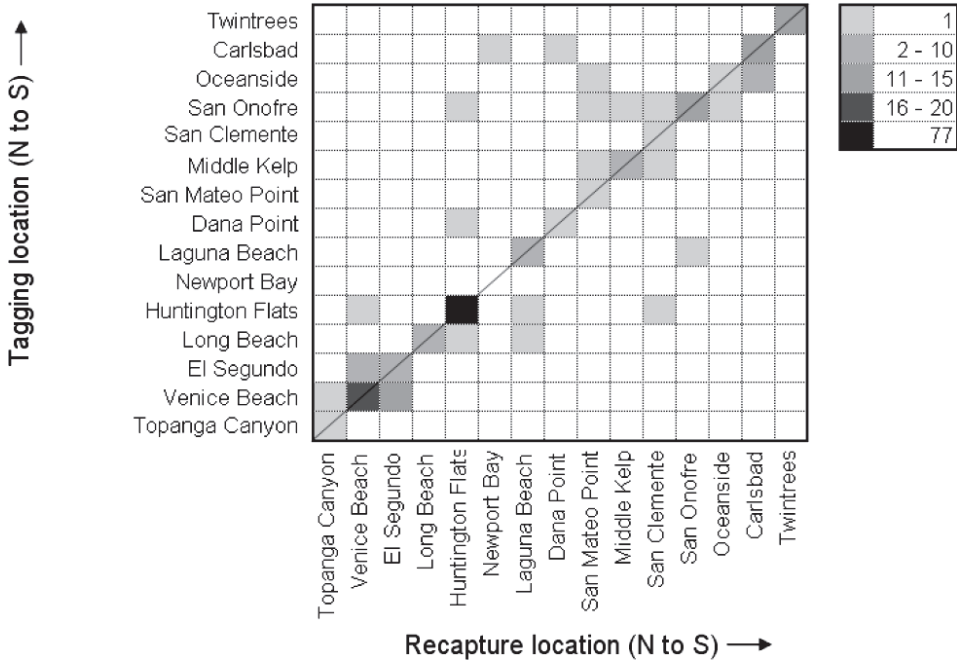 Tagging location (N to S)
Twintrees
Carlsbad
Oceanside
San Onofre
San Clemente
Middle Kelp
San Mateo Point
Dana Point
Laguna Beach
Newport Bay
Huntington Flats
Long Beach
El Segundo
Venice Beach
Topanga Canyon
1
2 - 10
11 - 15
16 - 20
77
Topanga Canyon
Venice Beach
El Segundo
Long Beach
Huntington Flats
Newport Bay
Laguna Beach
Dana Point
San Mateo Point
Middle Kelp
San Clemente
San Onofre
Oceanside
Carlsbad
Twintrees
Recapture location (N to S)